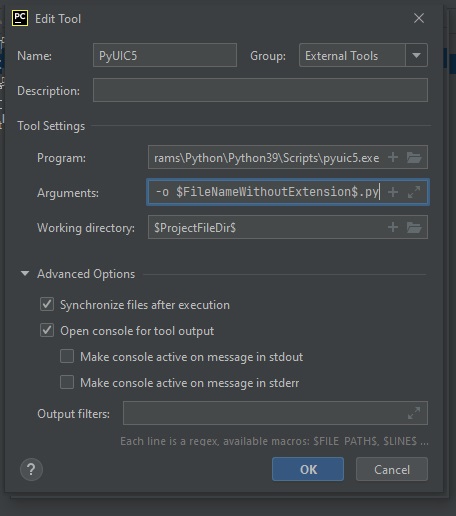 PC Edit Tool
Name: PyUIC5 Group: External Tools
Description:
Tool Settings
Program: rams\Python\Python39\Scripts\pyuic5.exe
Arguments: -o $FileNameWithoutExtension$.py
Working directory: $ProjectFileDir$
Advanced Options
Synchronize files after execution
Open console for tool output
Make console active on message in stdout
Make console active on message in stderr
Output filters:
Each line is a regex, available macros: $FILE_PATH$, $LINE$ ...
? OK Cancel